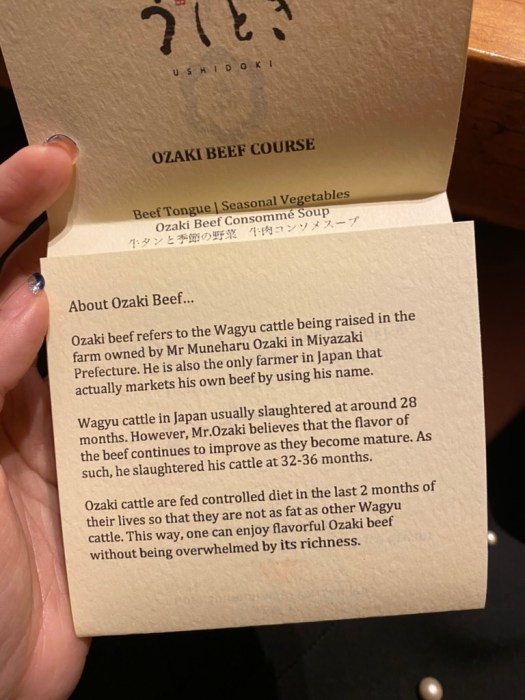 うしどき
USHIDOKI
OZAKI BEEF COURSE
Beef Tongue | Seasonal Vegetables
Ozaki Beef Consommé Soup
牛タンと季節の野菜 牛肉コンソメスープ
About Ozaki Beef...
Ozaki beef refers to the Wagyu cattle being raised in the
farm owned by Mr Muneharu Ozaki in Miyazaki
Prefecture. He is also the only farmer in Japan that
actually markets his own beef by using his name.
Wagyu cattle in Japan usually slaughtered at around 28
months. However, Mr.Ozaki believes that the flavor of
the beef continues to improve as they become mature. As
such, he slaughtered his cattle at 32-36 months.
Ozaki cattle are fed controlled diet in the last 2 months of
their lives so that they are not as fat as other Wagyu
cattle. This way, one can enjoy flavorful Ozaki beef
without being overwhelmed by its richness.